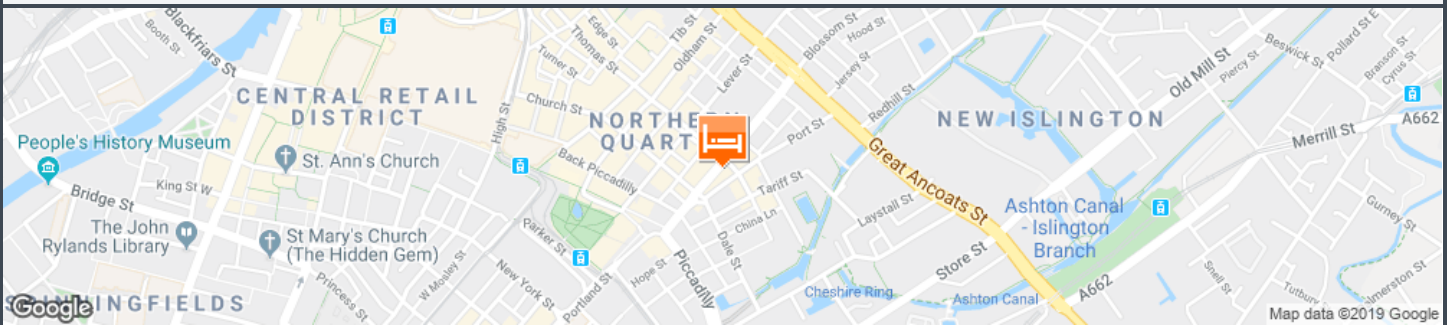 Blackfriars St
Booth St
CENTRAL RETAIL
DISTRICT
People's History Museum
St. Ann's Church
King St W
Bridge St
The John
Rylands Library
St Mary's Church
(The Hidden Gem)
Princess St
W Mosley St
New York St
Portland St
Parker St
High St
Church St
Turner St
Thomas St
Edge St
Tib St
Oldham St
Lever St
NORTHERN
QUART
Back Piccadilly
Hope St
Piccadilly
Dale St
China Ln
Tariff St
Port St
Blossom St
Hood St
Jersey St
Redhill St
Great Ancoats St
Laystall St
Store St
Cheshire Ring
Ashton Canal
NEW ISLINGTON
Ashton Canal
- Islington
Branch
A662
Old Mill St
Beswick St
Piercy St
Pollard St E
Branson St
Cyrus St
A662
Merrill St
Gurney St
Snell St
Tutbury
lmerston St
NINGFIELDS
Google
Map data ©2019 Google